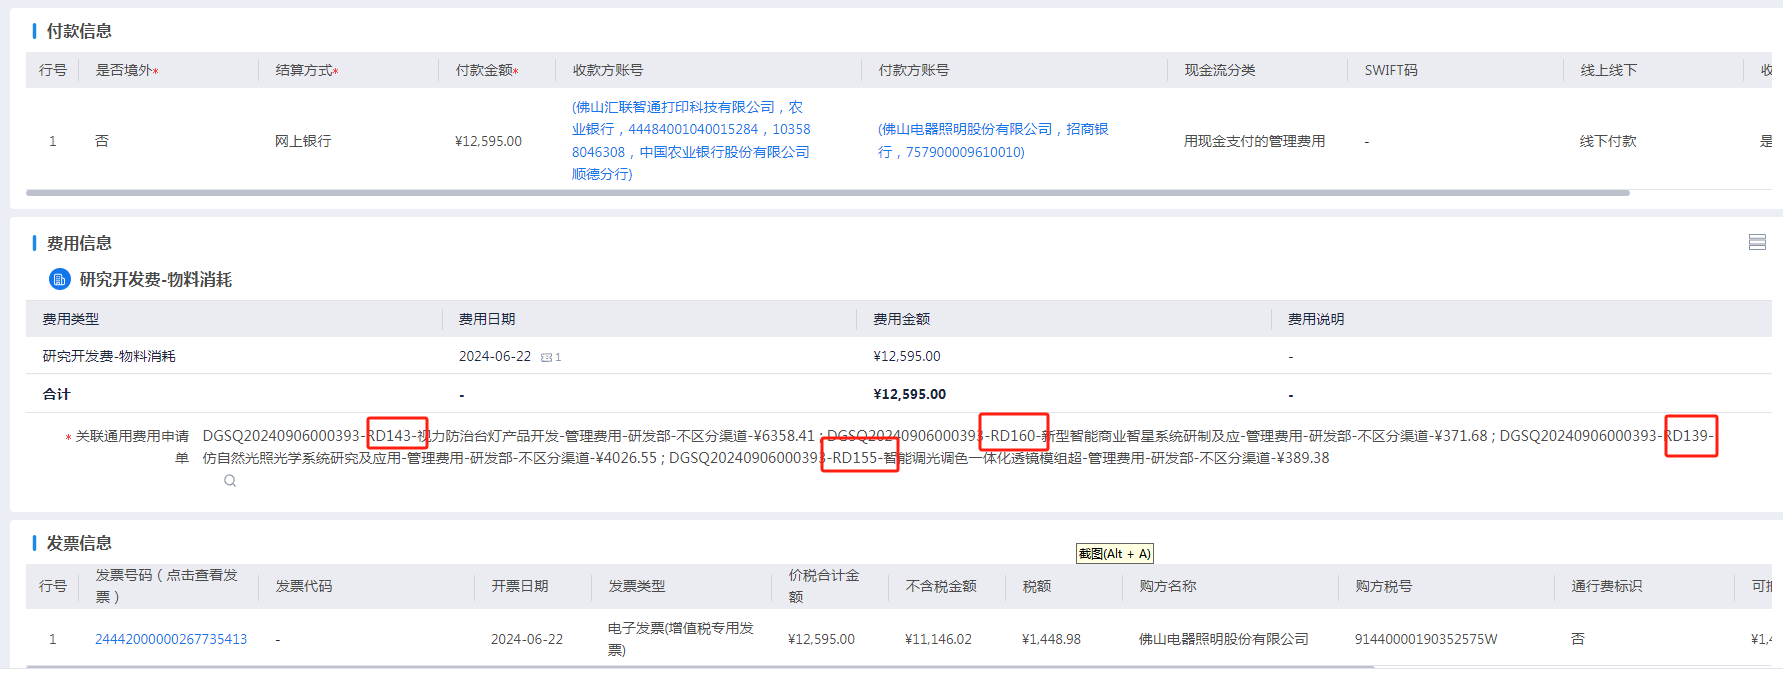 付款信息
行号 是否境外* 结算方式* 付款金额* 收款方账号 付款方账号 现金流分类 SWIFT码 线上线下
(佛山汇联智通打印科技有限公司，农
业银行，44484001040015284，10358
8046308，中国农业银行股份有限公司
顺德分行)
(佛山电器照明股份有限公司，招商银
行，757900009610010)
1 否 网上银行 ¥12,595.00 用现金支付的管理费用 - 线下付款 是
费用信息
研究开发费-物料消耗
费用类型 费用日期 费用金额 费用说明
研究开发费-物料消耗 2024-06-22 1 ¥12,595.00 -
合计 - ¥12,595.00 -
* 关联通用费用申请单
DGSQ20240906000393-RD143-视力防治台灯产品开发-管理费用-研发部-不区分渠道-¥6358.41；DGSQ20240906000393-RD160-新型智能商业智星系统研制及应-管理费用-研发部-不区分渠道-¥371.68；DGSQ20240906000393-RD139-
仿自然光照光学系统研究及应用-管理费用-研发部-不区分渠道-¥4026.55；DGSQ20240906000393-RD155-智能调光调色一体化透镜模组超-管理费用-研发部-不区分渠道-¥389.38
发票信息
截图(Alt + A)
行号 发票号码（点击查看发票） 发票代码 开票日期 发票类型 价税合计金额 不含税金额 税额 购方名称 购方税号 通行费标识
1 24442000000267735413 - 2024-06-22 电子发票(增值税专用发票) ¥12,595.00 ¥11,146.02 ¥1,448.98 佛山电器照明股份有限公司 91440000190352575W 否